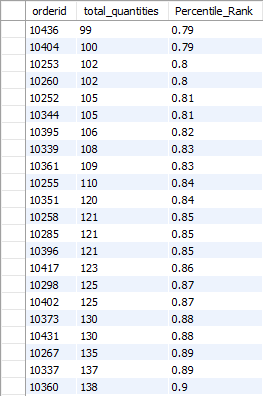 orderid total_quantities Percentile_Rank
10436 99 0.79
10404 100 0.79
10253 102 0.8
10260 102 0.8
10252 105 0.81
10344 105 0.81
10395 106 0.82
10339 108 0.83
10361 109 0.83
10255 110 0.84
10351 120 0.84
10258 121 0.85
10285 121 0.85
10396 121 0.85
10417 123 0.86
10298 125 0.87
10402 125 0.87
10373 130 0.88
10431 130 0.88
10267 135 0.89
10337 137 0.89
10360 138 0.9